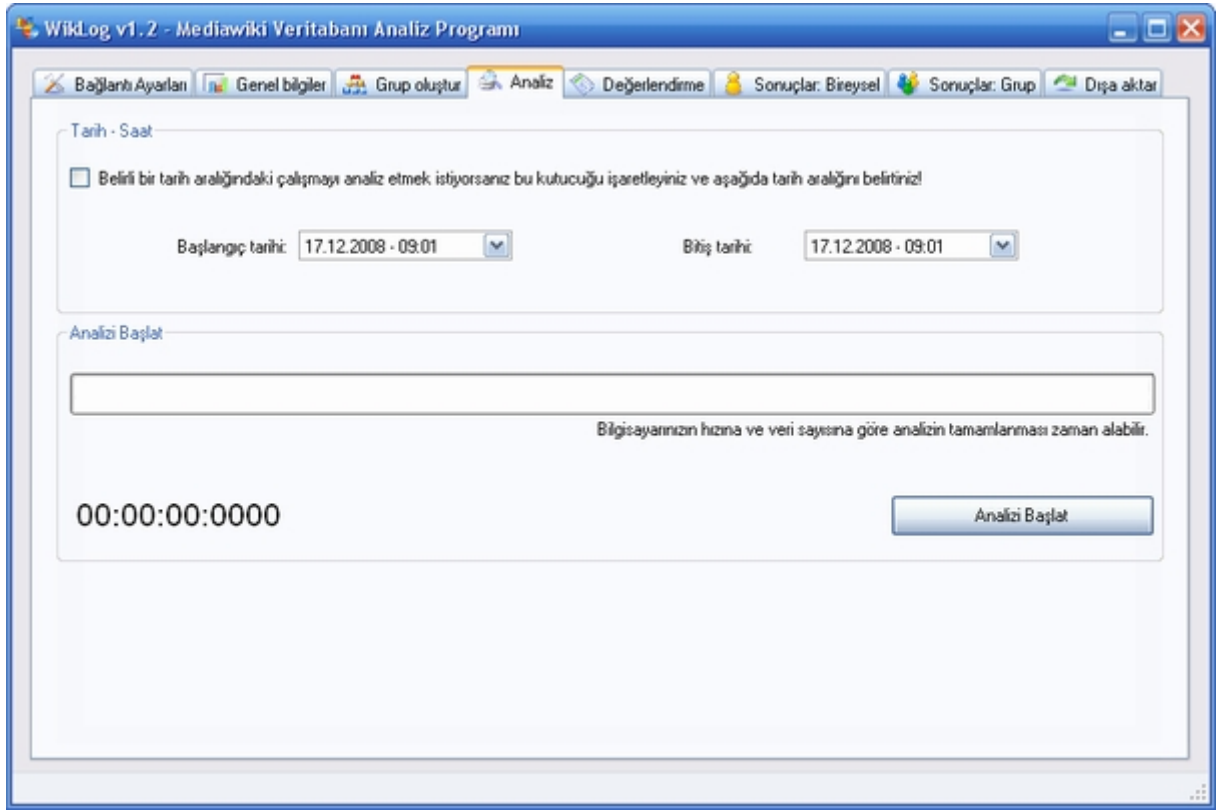 WikLog v1.2 - Mediawiki Veritabanı Analiz Programı
Bağlantı Ayarları Genel bilgiler Grup oluştur Analiz Değerlendirme Sonuçlar: Bireysel Sonuçlar: Grup Dışa aktar
Tarih - Saat
Belirli bir tarih aralığındaki çalışmayı analiz etmek istiyorsanız bu kutucuğu işaretleyiniz ve aşağıda tarih aralığını belirtiniz!
Başlangıç tarihi: 17.12.2008 - 09:01 Bitiş tarihi: 17.12.2008 - 09:01
Analizi Başlat
Bilgisayarınızın hızına ve veri sayısına göre analizin tamamlanması zaman alabilir.
00:00:00:0000 Analizi Başlat